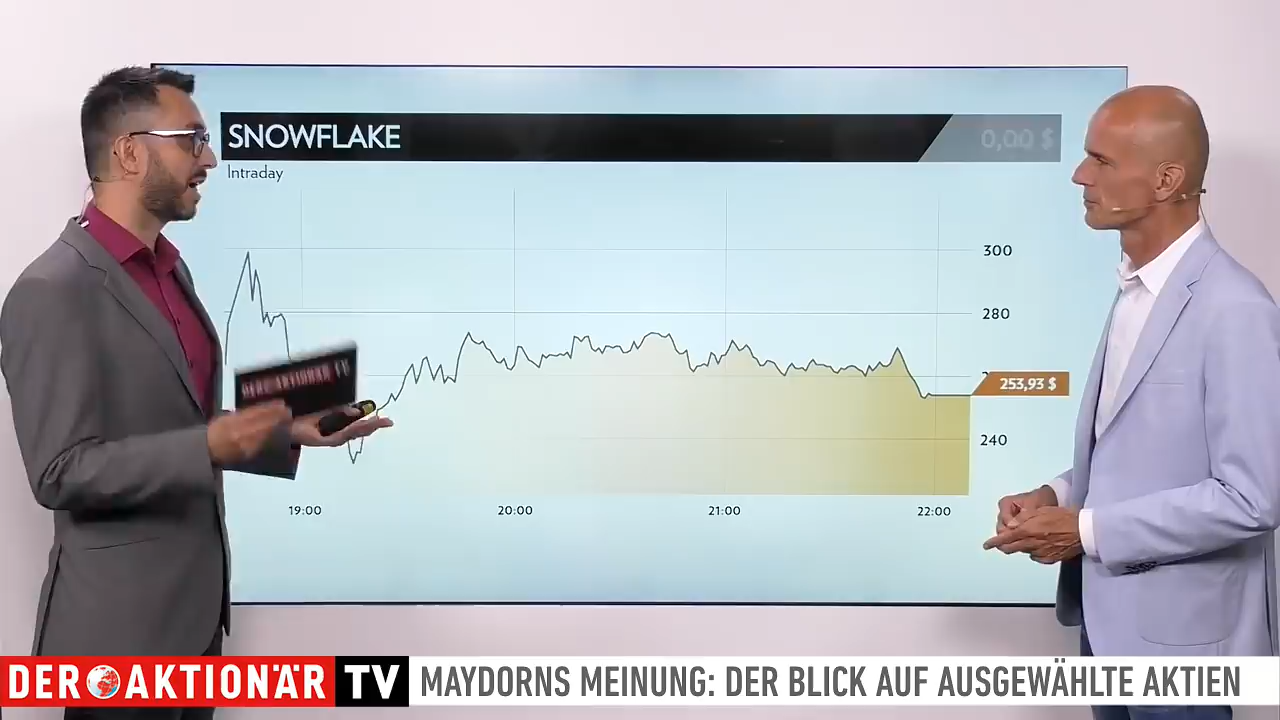 SNOWFLAKE
0,00 $
Intraday
300
280
253,93 $
240
19:00
20:00
21:00
22:00
DER AKTIONÄR TV
MAYDORNS MEINUNG: DER BLICK AUF AUSGEWÄHLTE AKTIEN